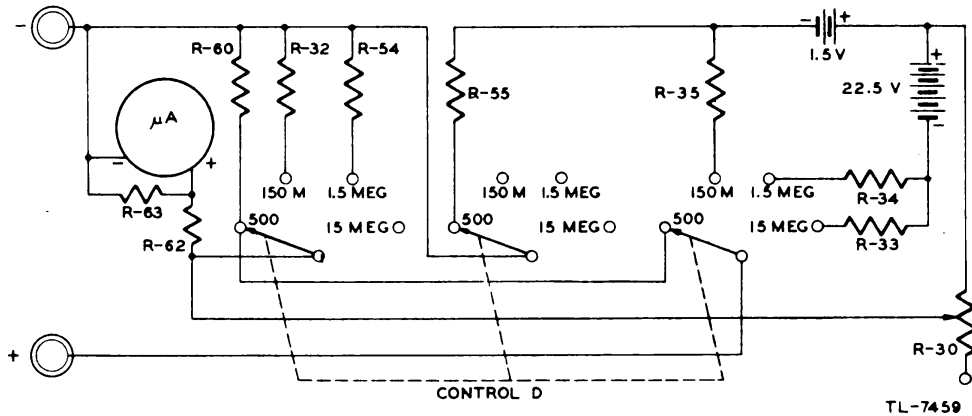 -
R-60
R-32
R-54
R-55
R-35
- +
1.5 V
+
22.5 V
-
µA
- +
R-63
R-62
150 M
1.5 MEG
500
15 MEG
150 M
1.5 MEG
500
15 MEG
150 M
1.5 MEG
500
15 MEG
R-34
R-33
R-30
+
CONTROL D
TL-7459